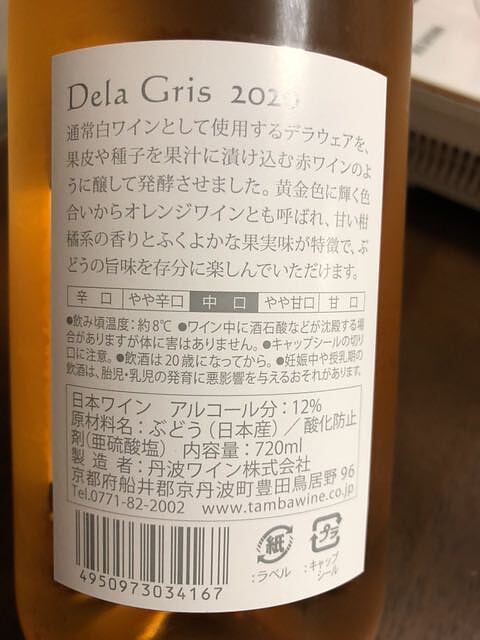 Dela Gris 2020
通常白ワインとして使用するデラウェアを、
果皮や種子を果汁に漬け込む赤ワインのよ
うに醸して発酵させました。黄金色に輝く色
合いからオレンジワインとも呼ばれ、甘い柑
橘系の香りとふくよかな果実味が特徴で、ぶ
どうの旨味を存分に楽しんでいただけます。
辛口 やや辛口 中口 やや甘口 甘口
●飲み頃温度：約8℃ ●ワイン中に酒石酸などが沈殿する場
合がありますが体に害はありません。●キャップシールの切り
口に注意。●飲酒は20歳になってから。●妊娠中や授乳期の
飲酒は、胎児・乳児の発育に悪影響を与えるおそれがあります。
日本ワイン アルコール分：12%
原材料名：ぶどう（日本産）／酸化防止
剤（亜硫酸塩） 内容量：720ml
製造者：丹波ワイン株式会社
京都府船井郡京丹波町豊田鳥居野 96
Tel.0771-82-2002 www.tambawine.co.jp
4950973034167
紙
：ラベル
プラ
：キャップ
シール